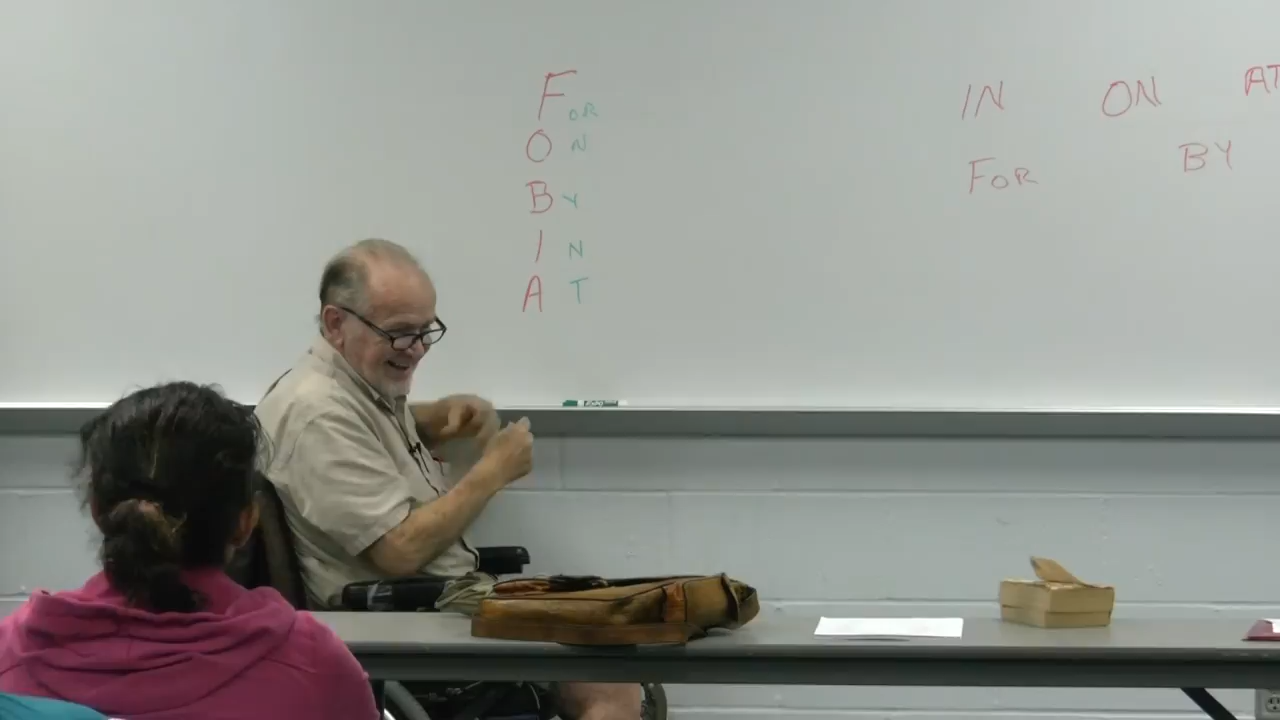 FOR
ON
BY
IN
AT
IN ON AT
FOR BY